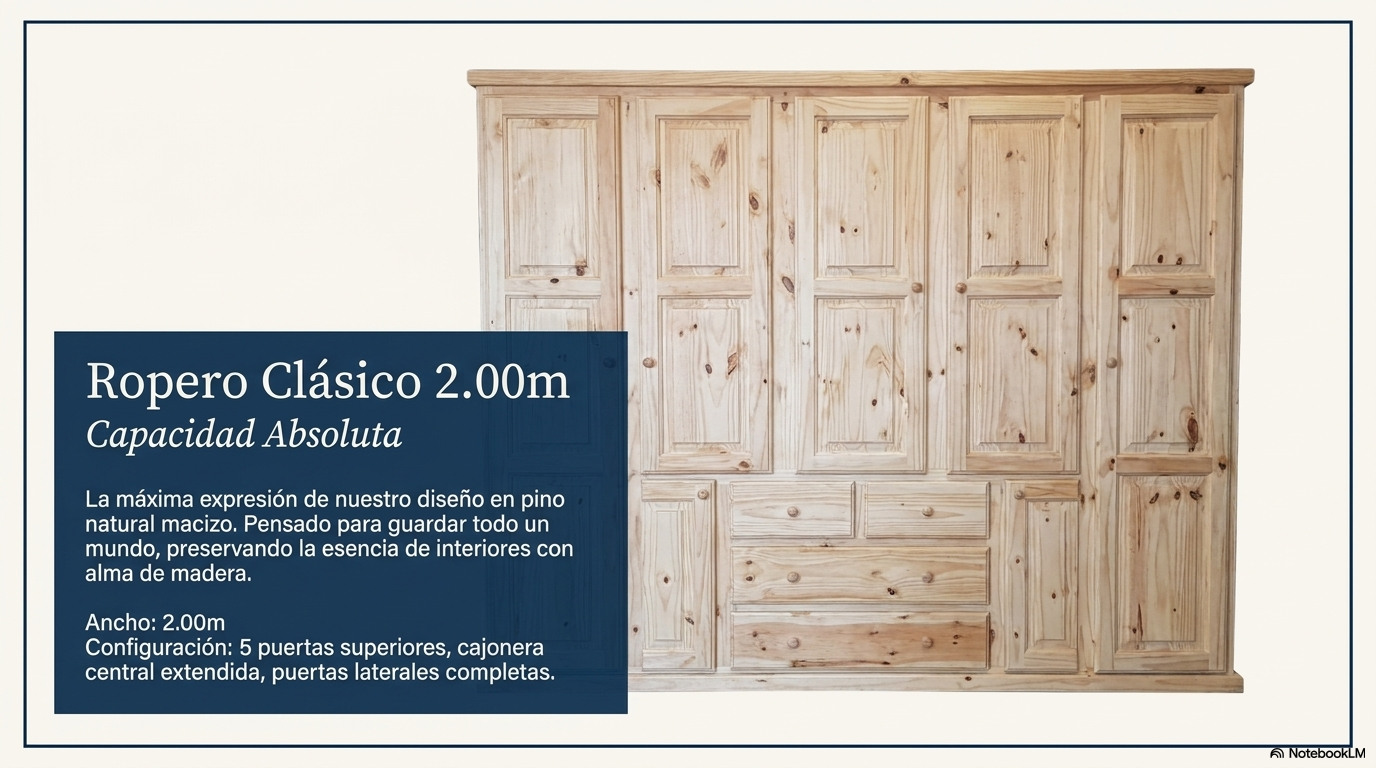 Ropero Clásico 2.00m
Capacidad Absoluta
La máxima expresión de nuestro diseño en pino
natural macizo. Pensado para guardar todo un
mundo, preservando la esencia de interiores con
alma de madera.
Ancho: 2.00m
Configuración: 5 puertas superiores, cajonera
central extendida, puertas laterales completas.
NotebookLM